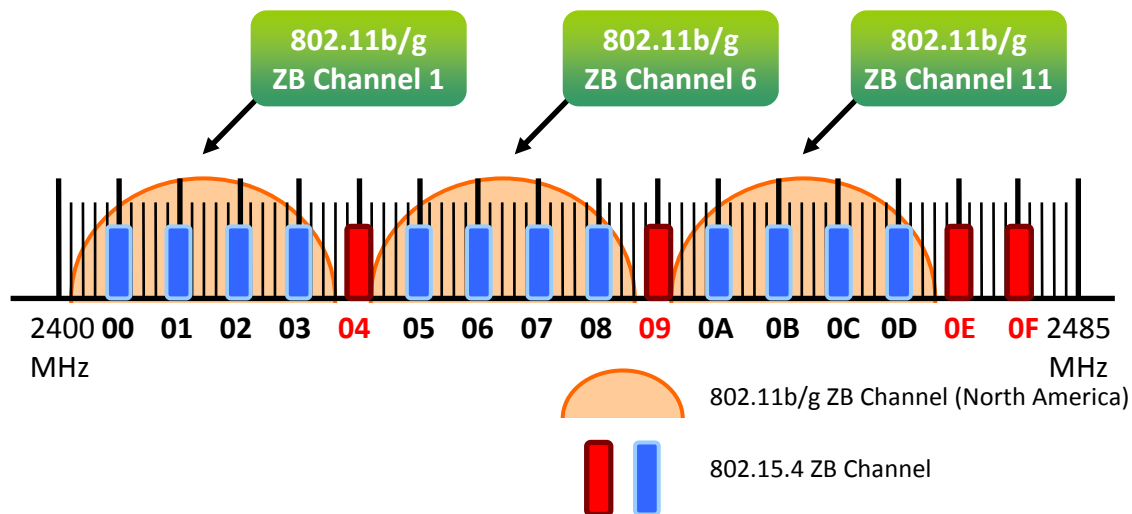 802.11b/g
ZB Channel 1
802.11b/g
ZB Channel 6
802.11b/g
ZB Channel 11
2400 00 01 02 03 04 05 06 07 08 09 0A 0B 0C 0D 0E 0F 2485
MHz MHz
802.11b/g ZB Channel (North America)
802.15.4 ZB Channel